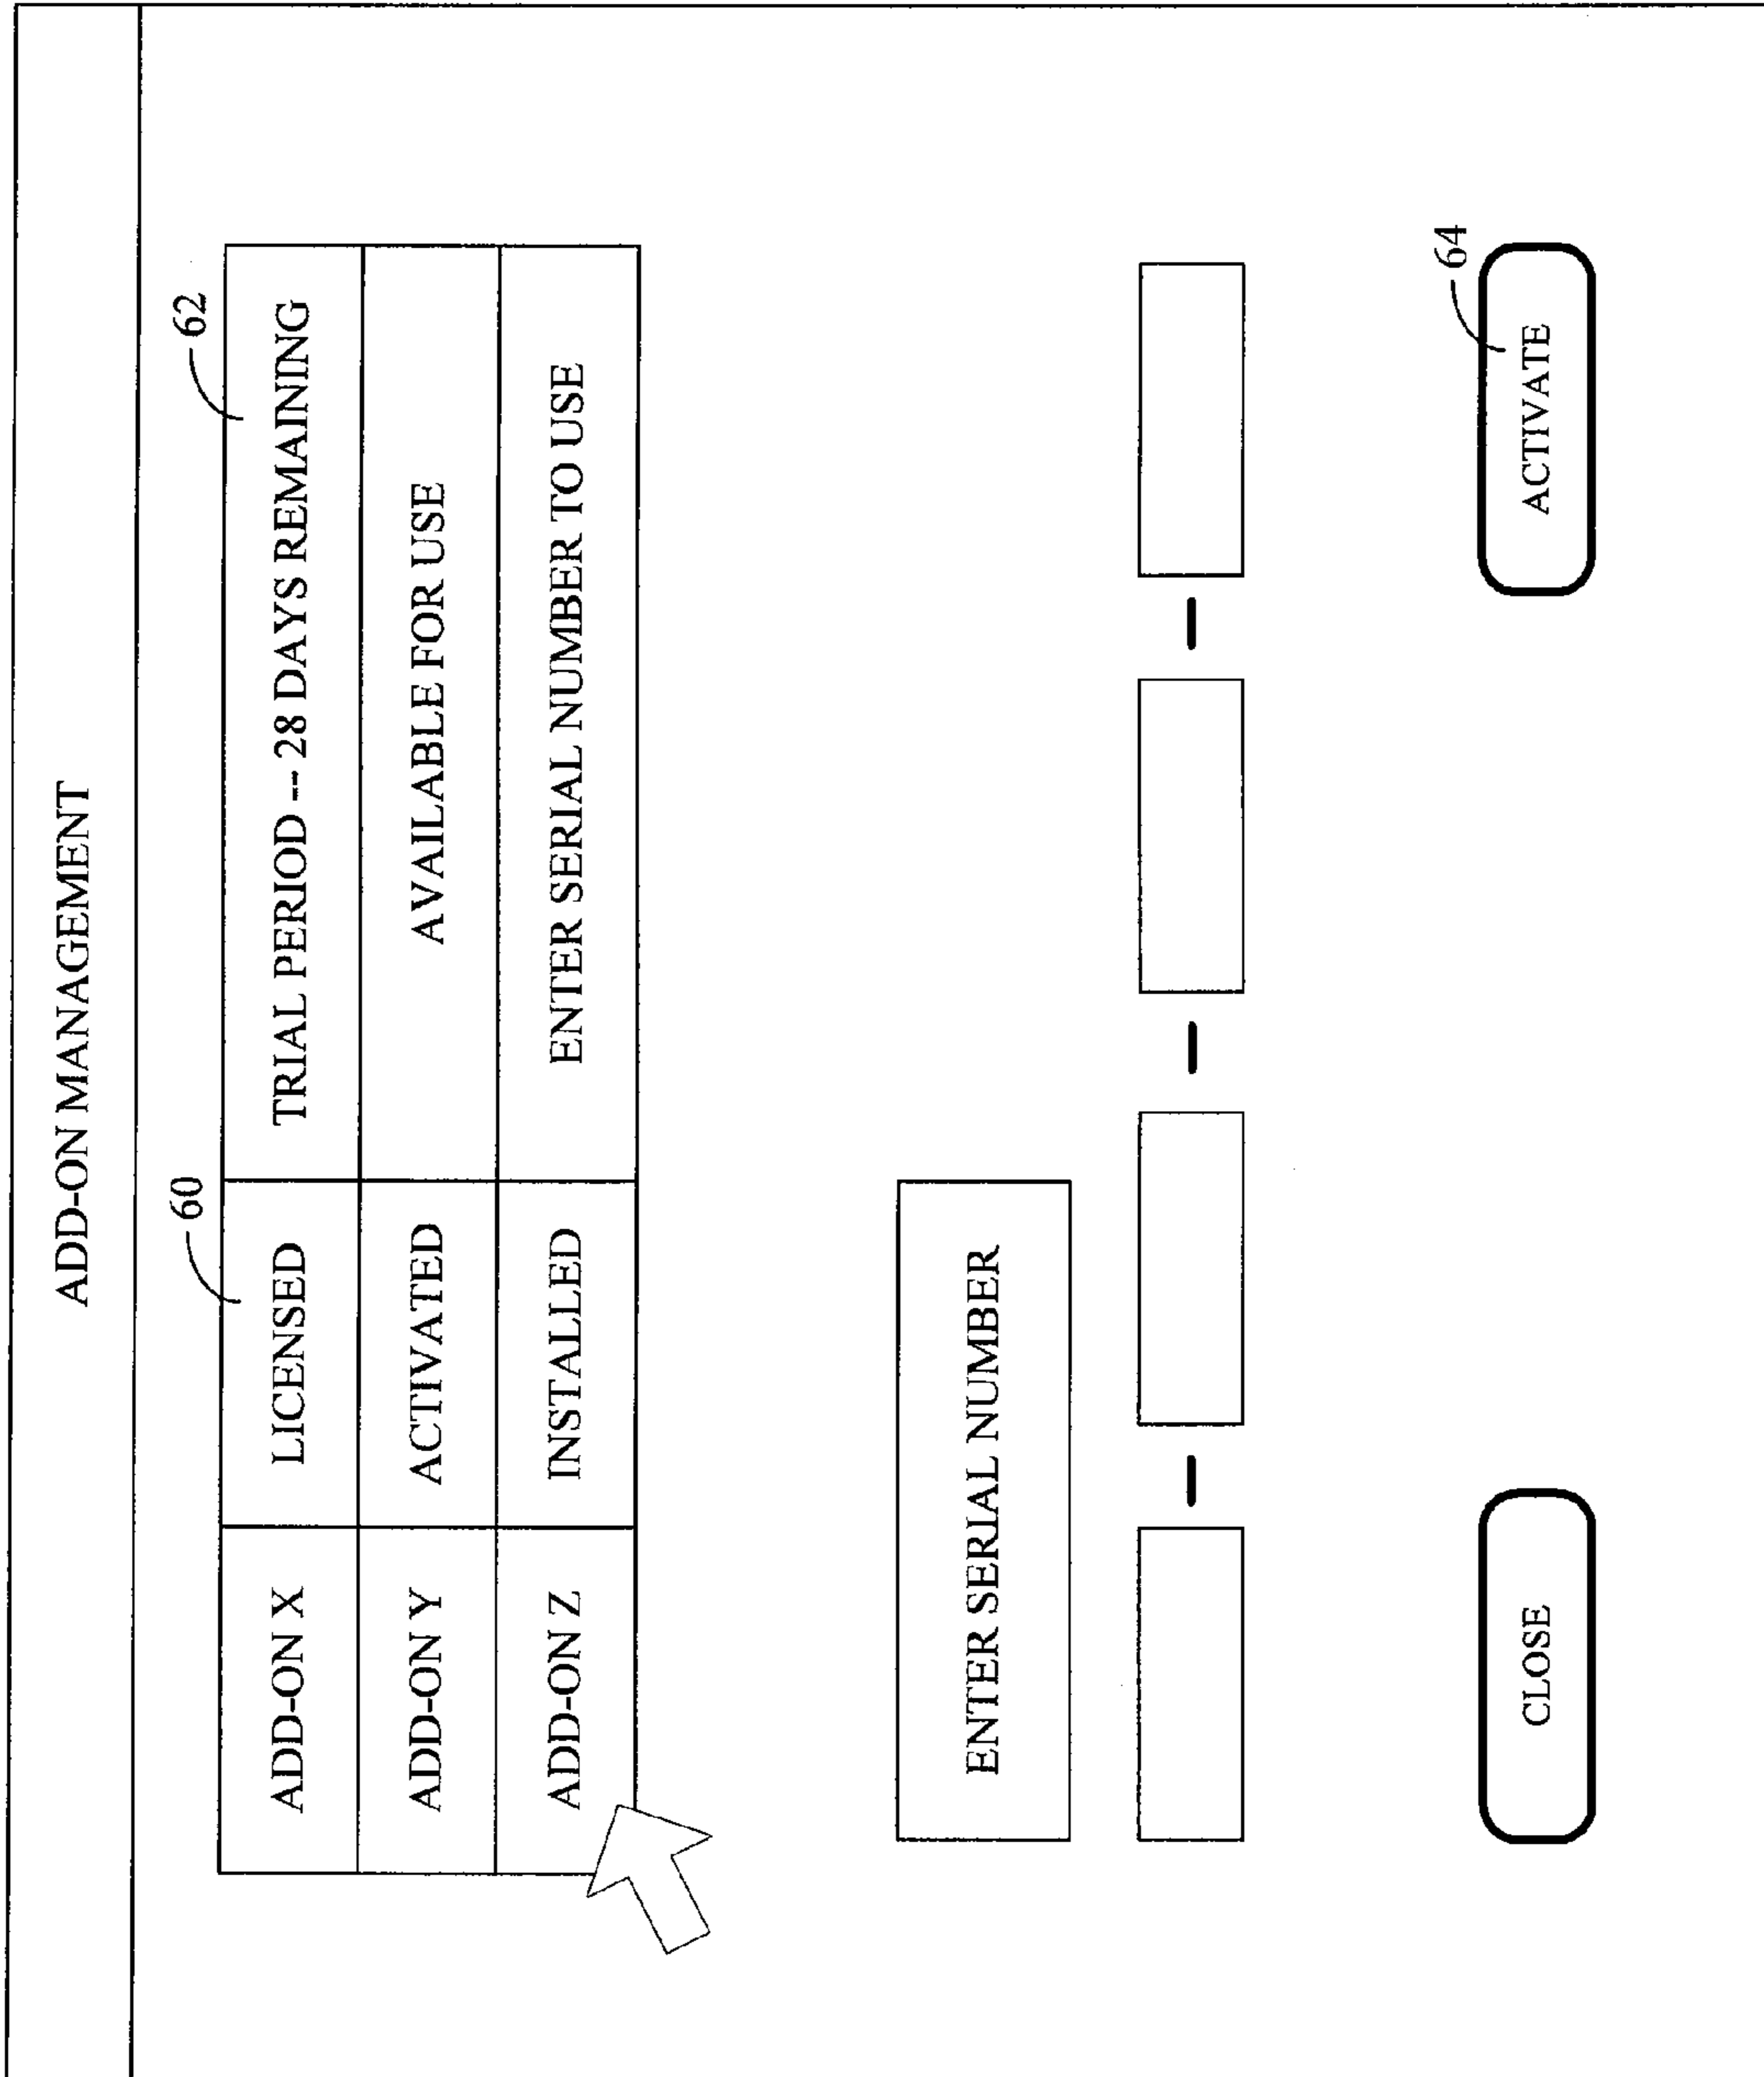 ADD-ON MANAGEMENT
60
62
ADD-ON X LICENSED TRIAL PERIOD -- 28 DAYS REMAINING
ADD-ON Y ACTIVATED AVAILABLE FOR USE
ADD-ON Z INSTALLED ENTER SERIAL NUMBER TO USE
ENTER SERIAL NUMBER
64
CLOSE ACTIVATE